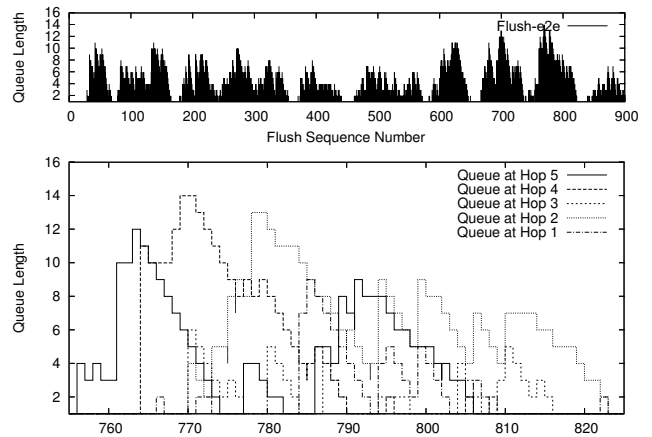 Queue Length
16
14
12
10
8
6
4
2
Flush-e2e
0 100 200 300 400 500 600 700 800 900
Flush Sequence Number
Queue Length
16
14
12
10
8
6
4
2
Queue at Hop 5
Queue at Hop 4
Queue at Hop 3
Queue at Hop 2
Queue at Hop 1
760 770 780 790 800 810 820